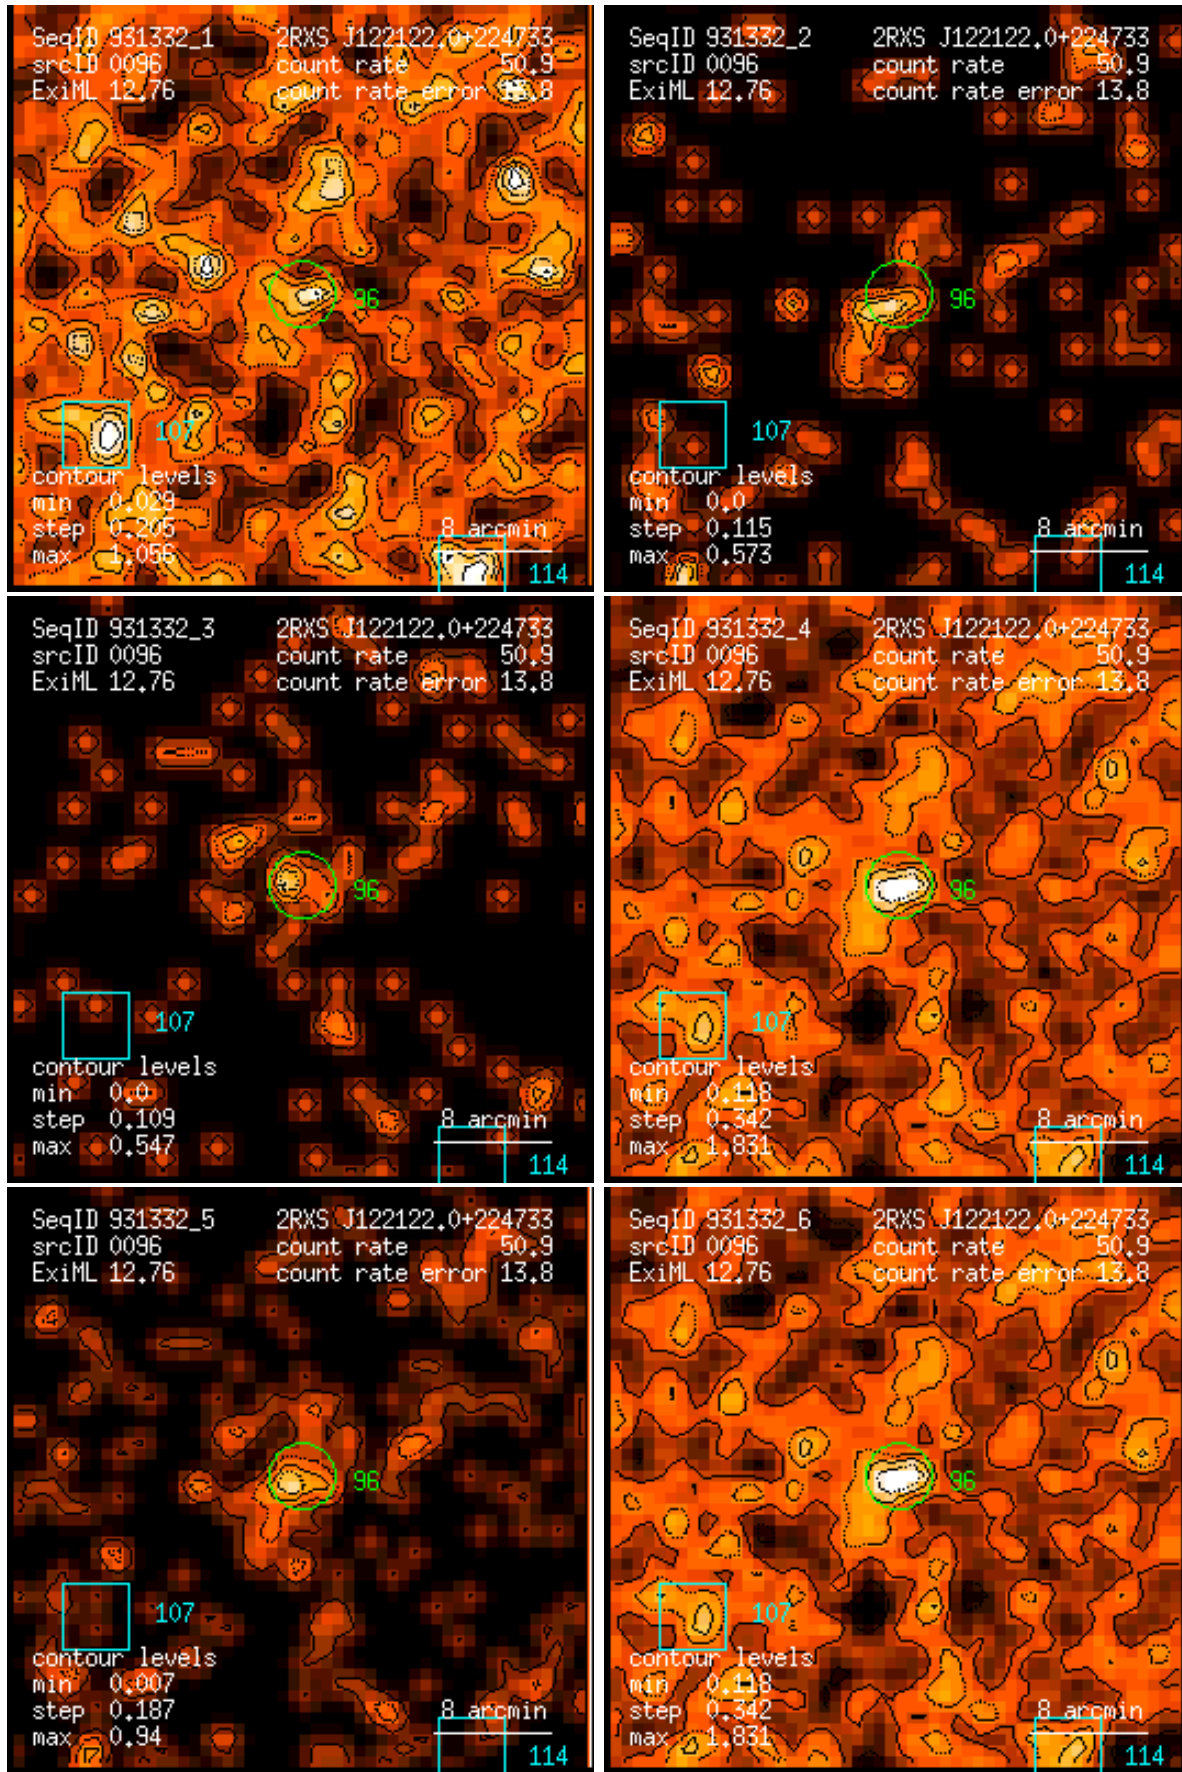 SeqID 931332_1 2RXS J122122.0+224733
srcID 0096 count rate 50.9
ExiML 12.76 count rate error 13.8
96
107
contour levels
min 0.029
step 0.205
max 1.056
8 arcmin
114
SeqID 931332_2 2RXS J122122.0+224733
srcID 0096 count rate 50.9
ExiML 12.76 count rate error 13.8
96
107
contour levels
min 0.0
step 0.115
max 0.573
8 arcmin
114
SeqID 931332_3 2RXS J122122.0+224733
srcID 0096 count rate 50.9
ExiML 12.76 count rate error 13.8
96
107
contour levels
min 0.0
step 0.109
max 0.547
8 arcmin
114
SeqID 931332_4 2RXS J122122.0+224733
srcID 0096 count rate 50.9
ExiML 12.76 count rate error 13.8
96
107
contour levels
min 0.118
step 0.342
max 1.831
8 arcmin
114
SeqID 931332_5 2RXS J122122.0+224733
srcID 0096 count rate 50.9
ExiML 12.76 count rate error 13.8
96
107
contour levels
min 0.007
step 0.187
max 0.94
8 arcmin
114
SeqID 931332_6 2RXS J122122.0+224733
srcID 0096 count rate 50.9
ExiML 12.76 count rate error 13.8
96
107
contour levels
min 0.118
step 0.342
max 1.831
8 arcmin
114